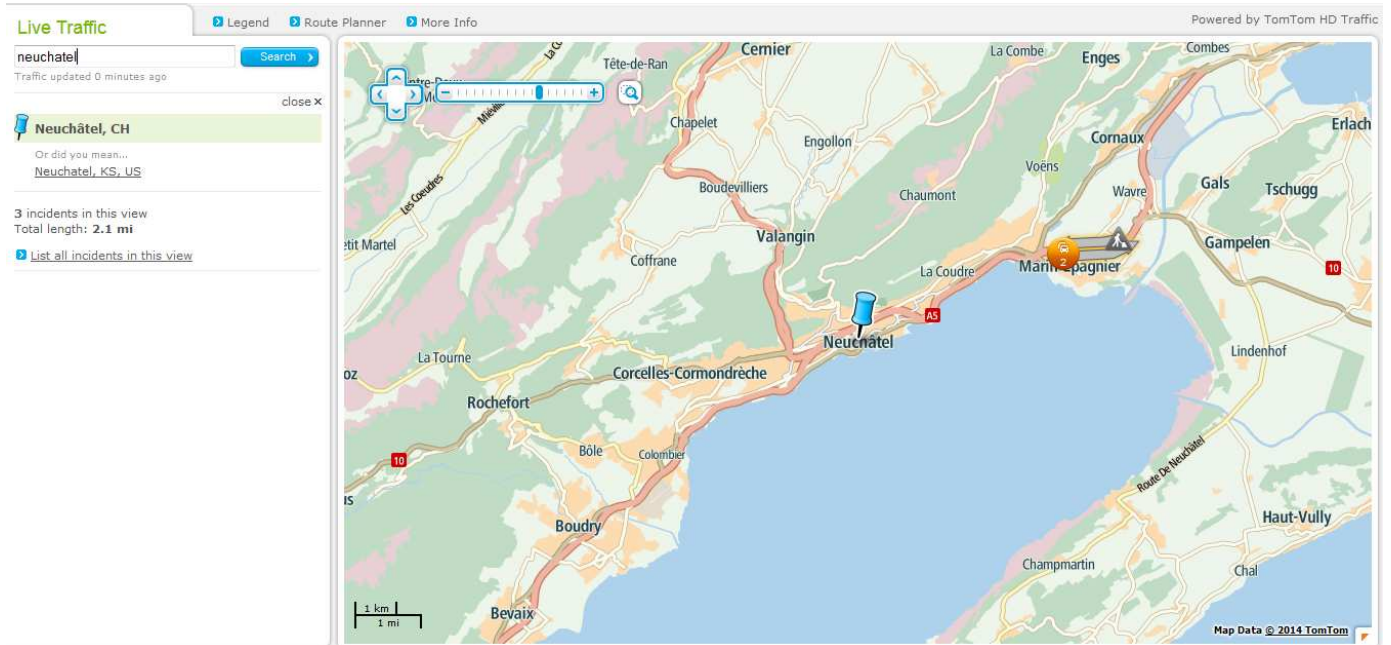 Live Traffic
Legend
Route Planner
More Info
Powered by TomTom HD Traffic
neuchatel
Search
Traffic updated 0 minutes ago
close x
Neuchâtel, CH
Or did you mean...
Neuchatel, KS, US
3 incidents in this view
Total length: 2.1 mi
List all incidents in this view
Cernier
La Combe
Enges
Combes
Tête-de-Ran
Chapelet
Engollon
Cornaux
Erlach
Voëns
Les Coeudres
Boudevilliers
Chaumont
Wavre
Gals
Tschugg
Valangin
Coffrane
Gampelen
La Coudre
2
10
A5
Neuchâtel
La Tourne
Corcelles-Cormondrèche
Lindenhof
Rochefort
Bôle
Colombier
10
Route De Neuchâtel
Boudry
Haut-Vully
Champmartin
Chal
Bevaix
1 km
1 mi
Map Data © 2014 TomTom